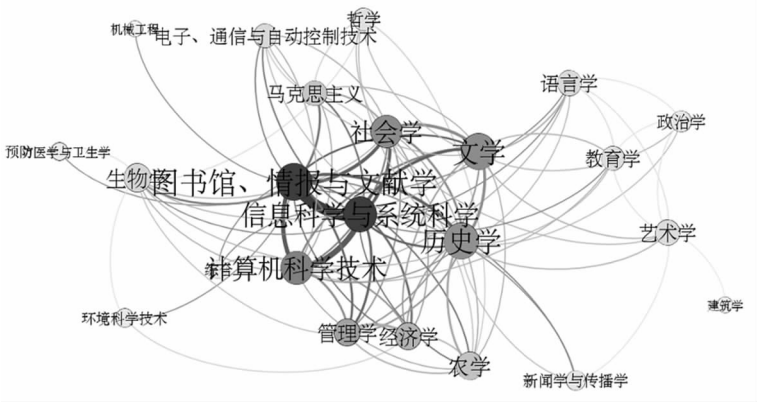 哲学
机械工程
电子、通信与自动控制技术
语言学
马克思主义
政治学
社会学
文学
预防医学与卫生学
教育学
生物
图书馆、情报与文献学
信息科学与系统科学
艺术学
历史学
计算机科学技术
建筑学
环境科学技术
管理学
经济学
农学
新闻学与传播学